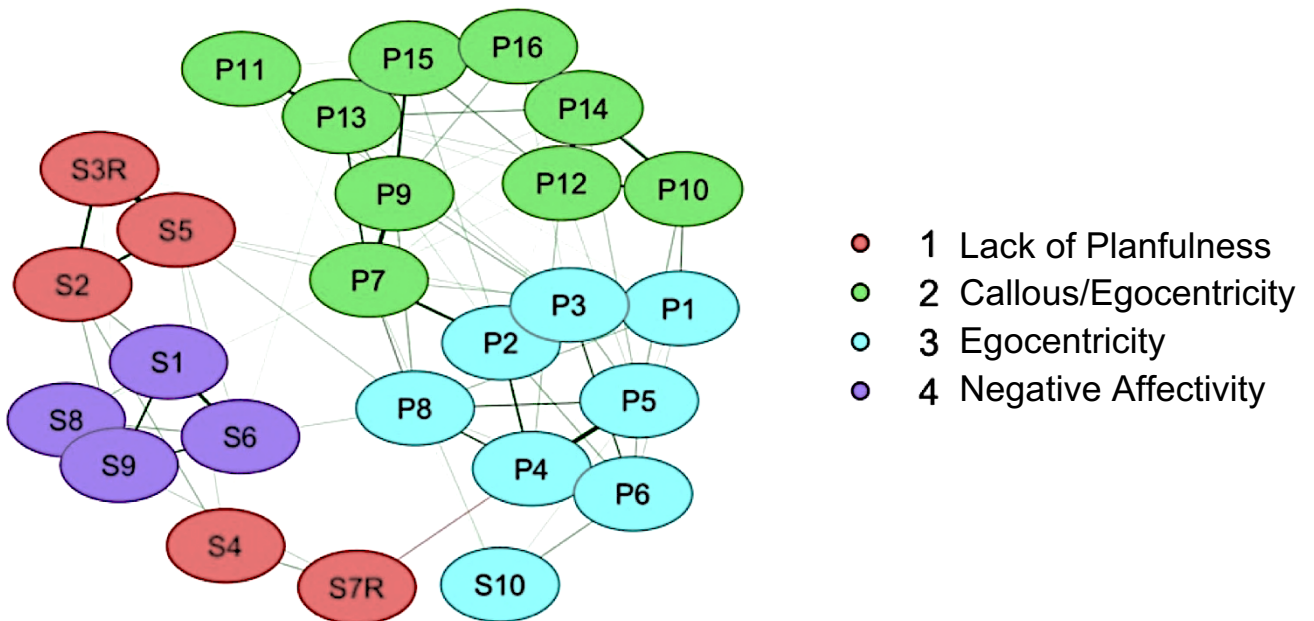 P16
P15
P11
P14
P13
S3R
P12
P10
P9
S5
P7
S2
P3
P1
P2
S1
P5
P8
S8
S6
S9
P4
P6
S4
S10
S7R
1 Lack of Planfulness
2 Callous/Egocentricity
3 Egocentricity
4 Negative Affectivity